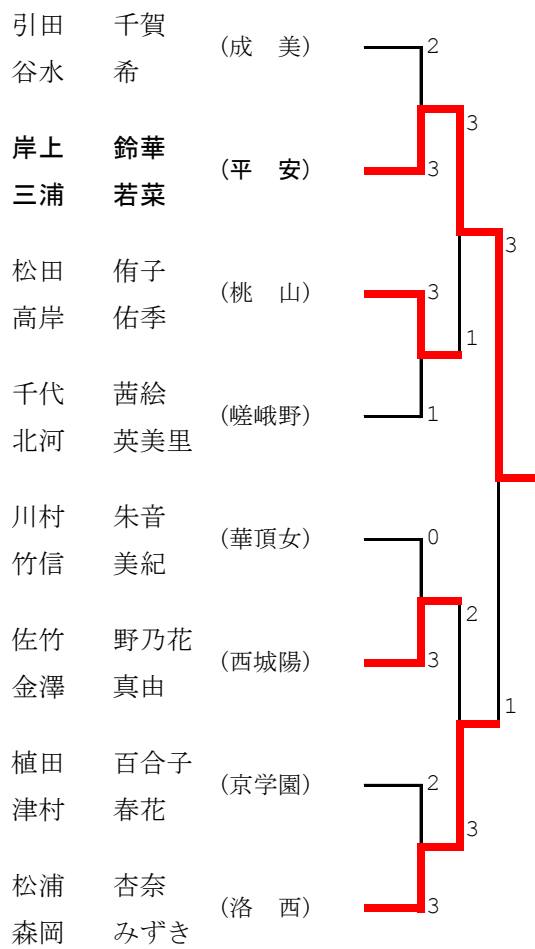 引田 千賀 (成 美) 2
谷水 希
3
岸上 鈴華 (平 安) 3
三浦 若菜
3
松田 侑子 (桃 山) 3
高岸 佑季
1
千代 茜絵 (嵯峨野) 1
北河 英美里
川村 朱音 (華頂女) 0
竹信 美紀
2
佐竹 野乃花 (西城陽) 3
金澤 真由
1
植田 百合子 (京学園) 2
津村 春花
3
松浦 杏奈 (洛 西) 3
森岡 みずき